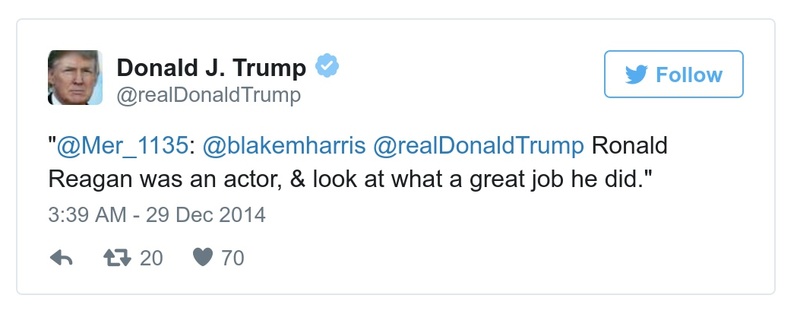 Donald J. Trump
@realDonaldTrump
Follow
"@Mer_1135: @blakemharris @realDonaldTrump Ronald
Reagan was an actor, & look at what a great job he did."
3:39 AM - 29 Dec 2014
20 70